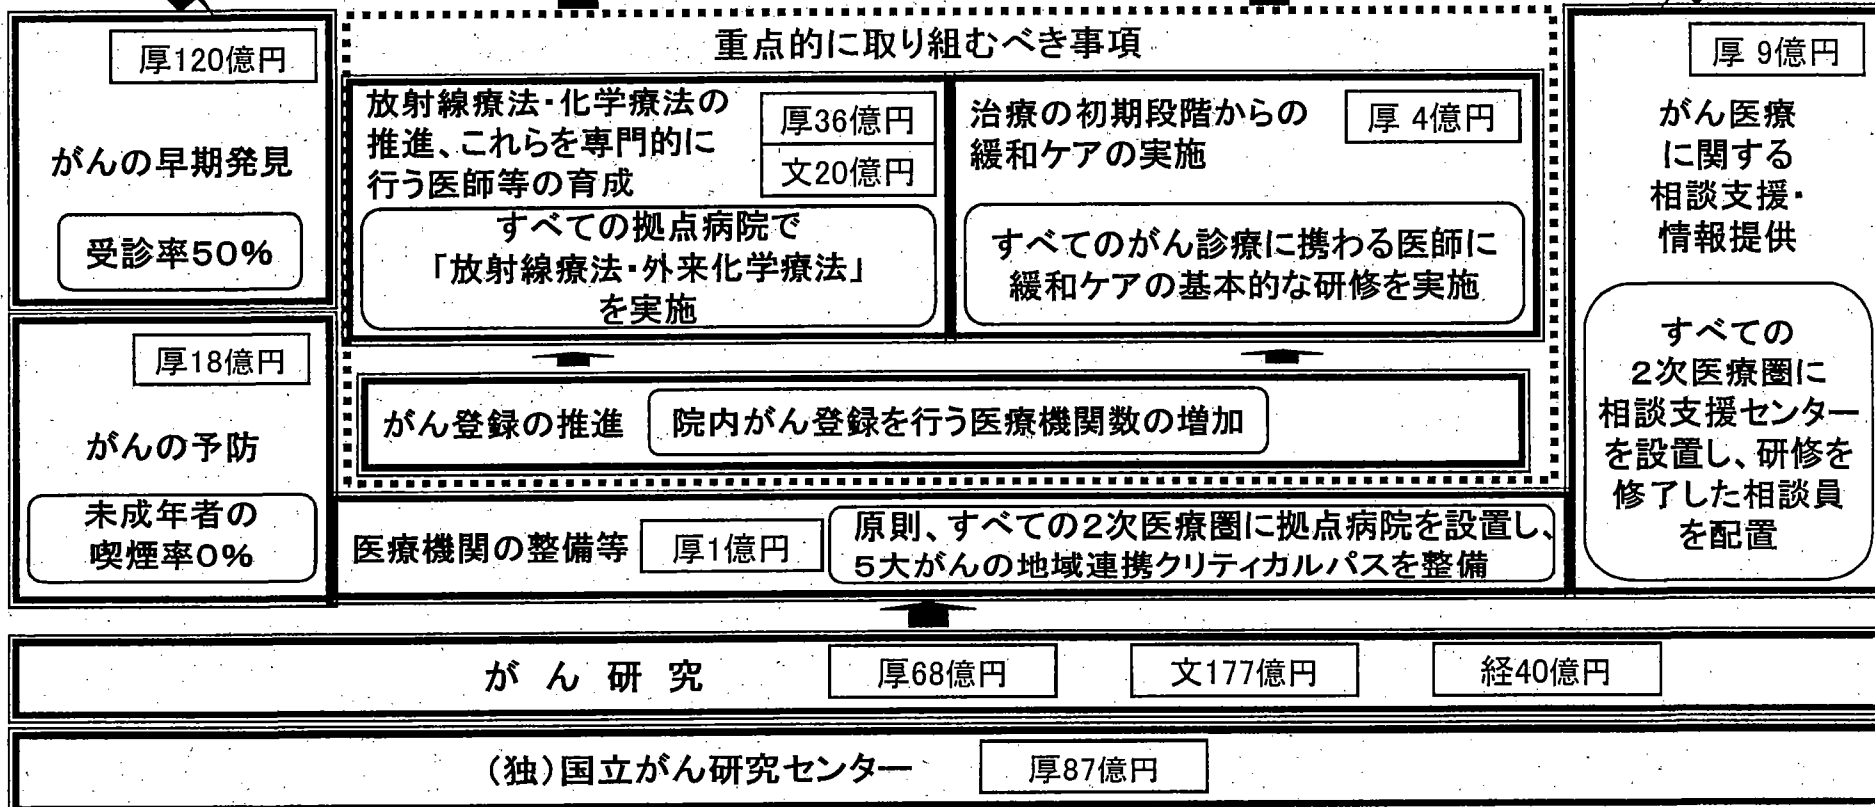 厚120億円
がんの早期発見
受診率50%
厚18億円
がんの予防
未成年者の
喫煙率0%
重点的に取り組むべき事項
放射線療法・化学療法の
推進、これらを専門的に
行う医師等の育成
厚36億円
文20億円
すべての拠点病院で
「放射線療法・外来化学療法」
を実施
治療の初期段階からの
緩和ケアの実施
厚 4億円
すべてのがん診療に携わる医師に
緩和ケアの基本的な研修を実施
がん登録の推進
院内がん登録を行う医療機関数の増加
医療機関の整備等
厚1億円
原則、すべての2次医療圏に拠点病院を設置し、
5大がんの地域連携クリティカルパスを整備
厚 9億円
がん医療
に関する
相談支援・
情報提供
すべての
2次医療圏に
相談支援センター
を設置し、研修を
修了した相談員
を配置
がん研究
厚68億円
文177億円
経40億円
(独)国立がん研究センター
厚87億円